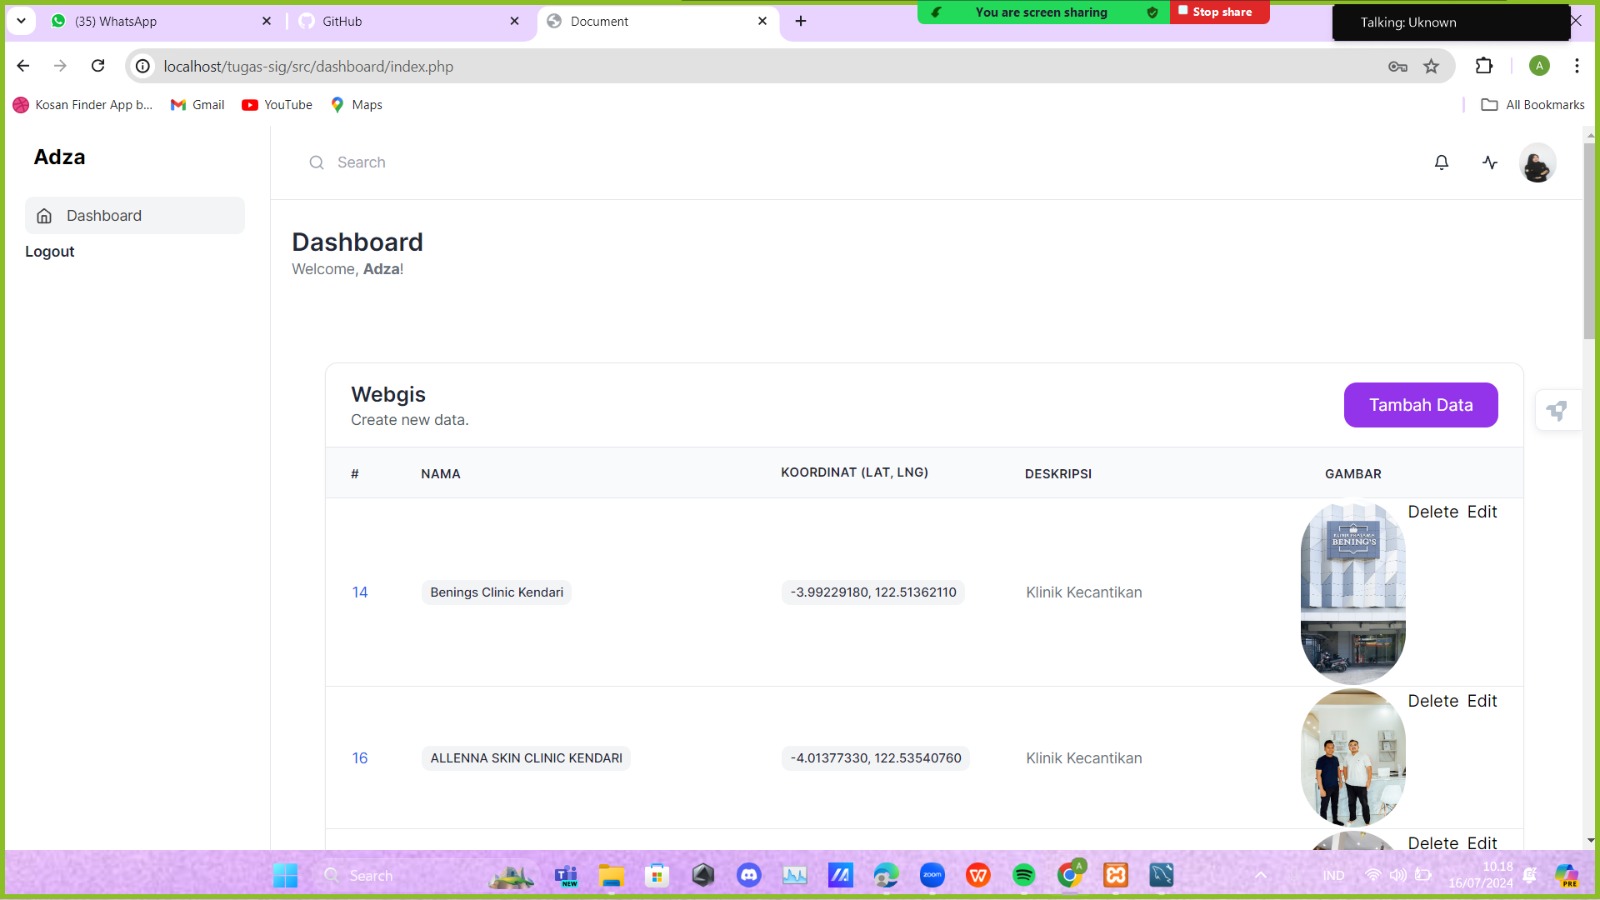 (35) WhatsApp
GitHub
Document
You are screen sharing
Stop share
Talking: Uknown
localhost/tugas-sig/src/dashboard/index.php
A
Kosan Finder App b...
Gmail
YouTube
Maps
All Bookmarks
Adza
Search
Dashboard
Logout
Dashboard
Welcome, Adza!
Webgis
Create new data.
Tambah Data
#
NAMA
KOORDINAT (LAT, LNG)
DESKRIPSI
GAMBAR
14
Benings Clinic Kendari
-3.99229180, 122.51362110
Klinik Kecantikan
BENING'S
Delete Edit
16
ALLENNA SKIN CLINIC KENDARI
-4.01377330, 122.53540760
Klinik Kecantikan
Delete Edit
Delete Edit
Search
NEW
zoom
A
IND
10.18
16/07/2024
PRE